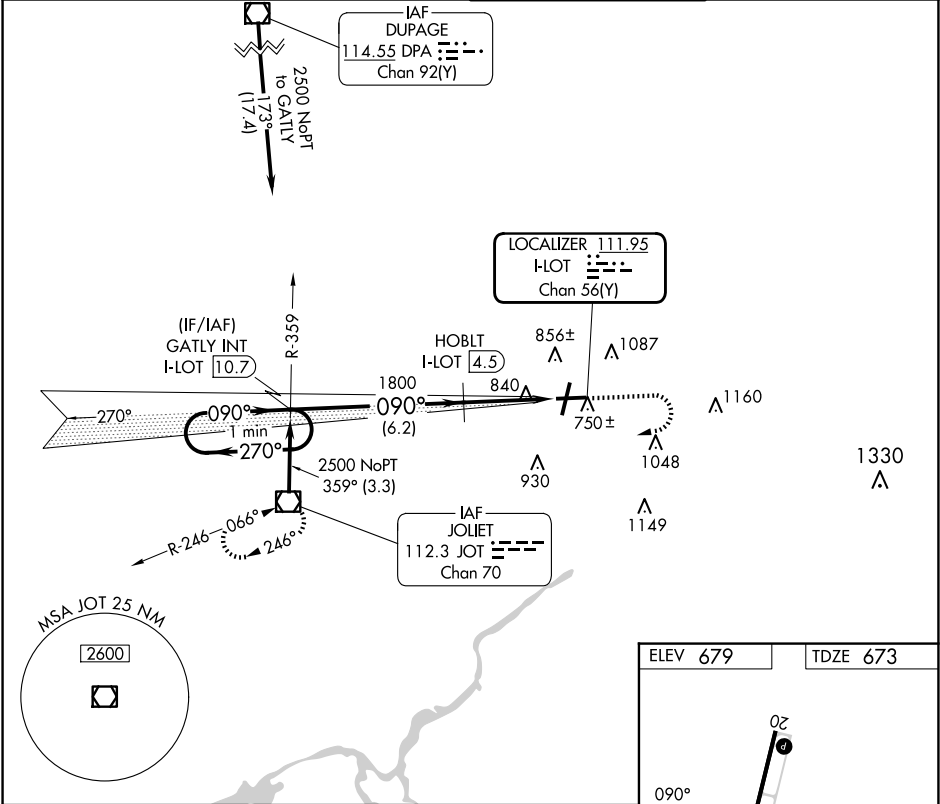 IAF
DUPAGE
114.55 DPA
Chan 92(Y)
2500 NoPT
to GATLY
173°
(17.4)
LOCALIZER 111.95
I-LOT
Chan 56(Y)
R-359
(IF/IAF)
GATLY INT
I-LOT 10.7
HOBLT
I-LOT 4.5
856±
1087
1800
840
270°
090°
090°
1160
1 min
(6.2)
750±
270°
1048
2500 NoPT
359° (3.3)
930
1330
1149
R-246
066°
246°
IAF
JOLIET
112.3 JOT
Chan 70
MSA JOT 25 NM
2600
ELEV 679
TDZE 673
20
P
090°